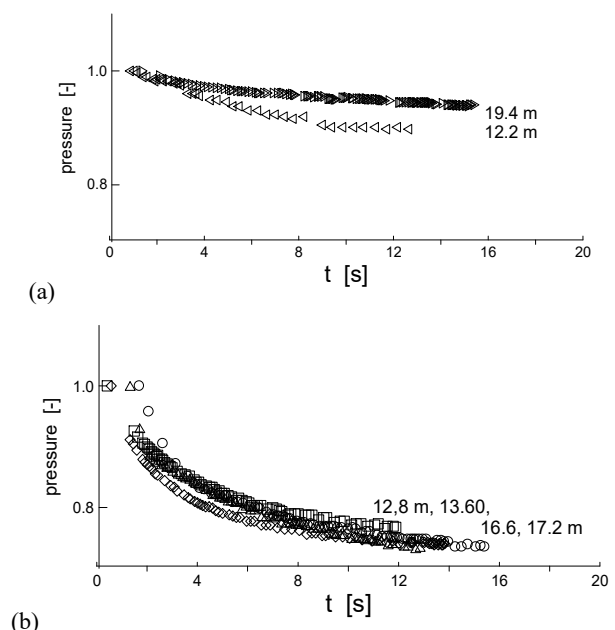 1.0
0.8
pressure [-]
19.4 m
12.2 m
0 4 8 12 16 20
t [s]
(a)
1.0
0.8
pressure [-]
12,8 m, 13.60,
16.6, 17.2 m
0 4 8 12 16 20
t [s]
(b)